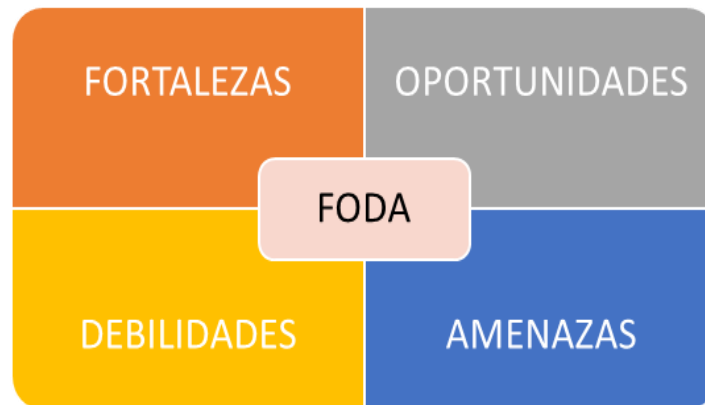 FORTALEZAS
OPORTUNIDADES
FODA
DEBILIDADES
AMENAZAS